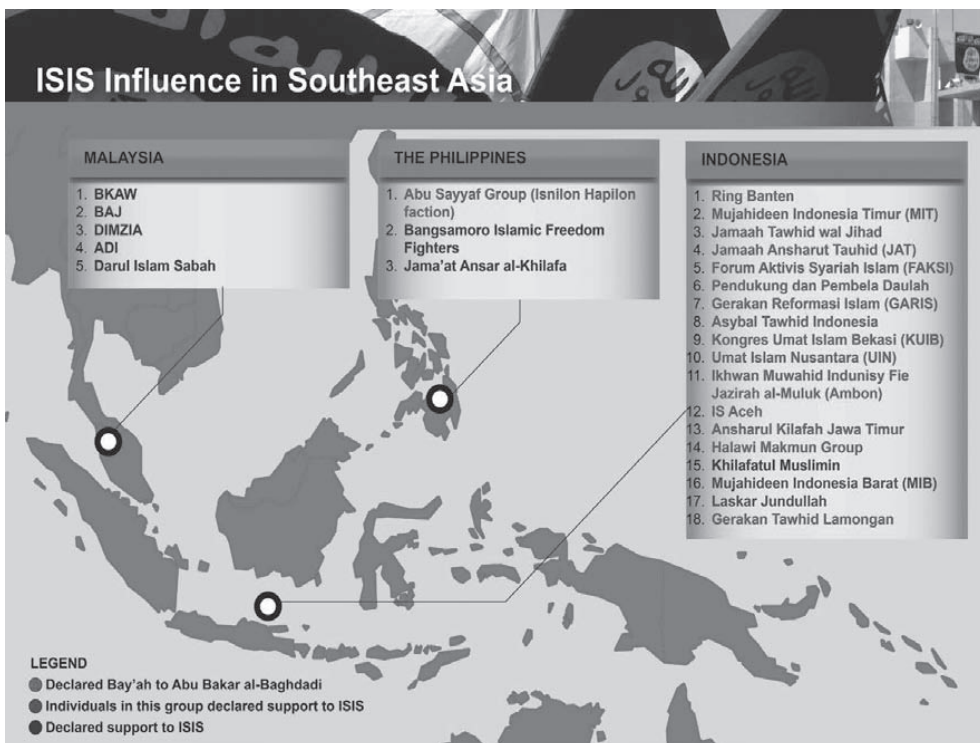 ISIS Influence in Southeast Asia
MALAYSIA
1. BKAW
2. BAJ
3. DIMZIA
4. ADI
5. Darul Islam Sabah
THE PHILIPPINES
1. Abu Sayyaf Group (Isnilon Hapilon
faction)
2. Bangsamoro Islamic Freedom
Fighters
3. Jama'at Ansar al-Khilafa
INDONESIA
1. Ring Banten
2. Mujahideen Indonesia Timur (MIT)
3. Jamaah Tawhid wal Jihad
4. Jamaah Ansharut Tauhid (JAT)
5. Forum Aktivis Syariah Islam (FAKSI)
6. Pendukung dan Pembela Daulah
7. Gerakan Reformasi Islam (GARIS)
8. Asybal Tawhid Indonesia
9. Kongres Umat Islam Bekasi (KUIB)
10. Umat Islam Nusantara (UIN)
11. Ikhwan Muwahid Indunisy Fie
Jazirah al-Muluk (Ambon)
12. IS Aceh
13. Ansharul Kilafah Jawa Timur
14. Halawi Makmun Group
15. Khilafatul Muslimin
16. Mujahideen Indonesia Barat (MIB)
17. Laskar Jundullah
18. Gerakan Tawhid Lamongan
LEGEND
Declared Bay'ah to Abu Bakar al-Baghdadi
Individuals in this group declared support to ISIS
Declared support to ISIS